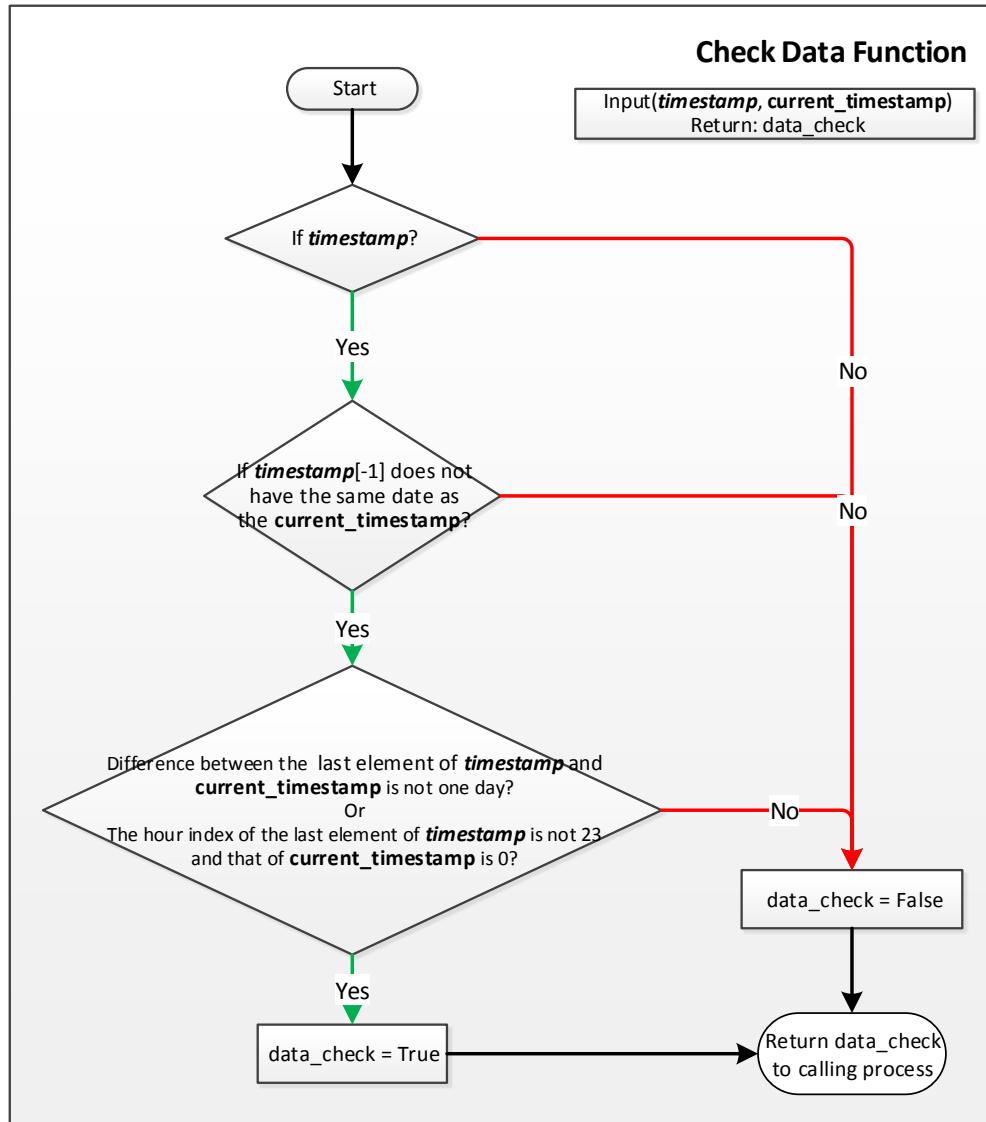 Check Data Function
Start
Input(timestamp, current_timestamp)
Return: data_check
If timestamp?
Yes
No
If timestamp[-1] does not
have the same date as
the current_timestamp?
No
Yes
Difference between the last element of timestamp and
current_timestamp is not one day?
Or
The hour index of the last element of timestamp is not 23
and that of current_timestamp is 0?
No
data_check = False
Yes
data_check = True
Return data_check
to calling process